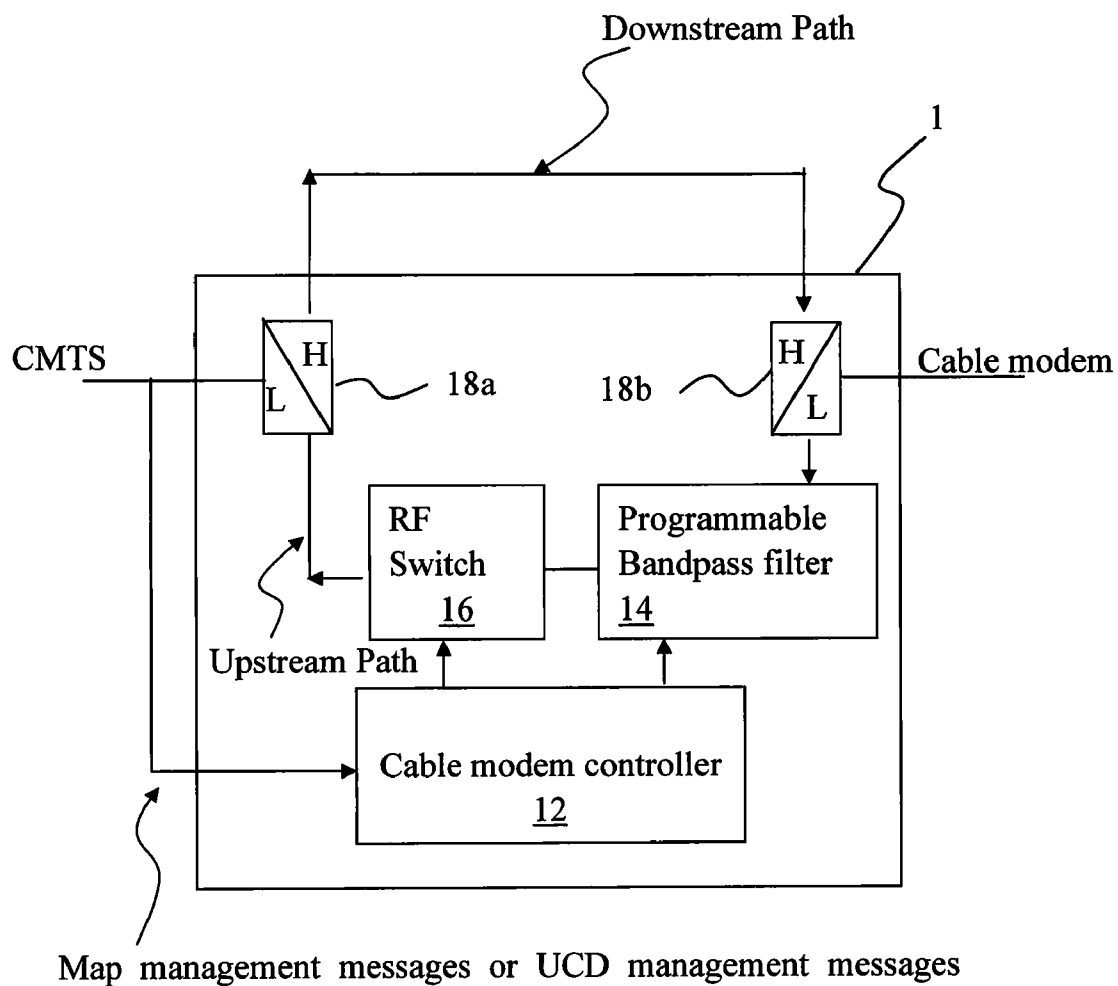 Downstream Path
1
CMTS
H
L
18a
18b
H
L
Cable modem
RF
Switch
16
Programmable
Bandpass filter
14
Upstream Path
Cable modem controller
12
Map management messages or UCD management messages